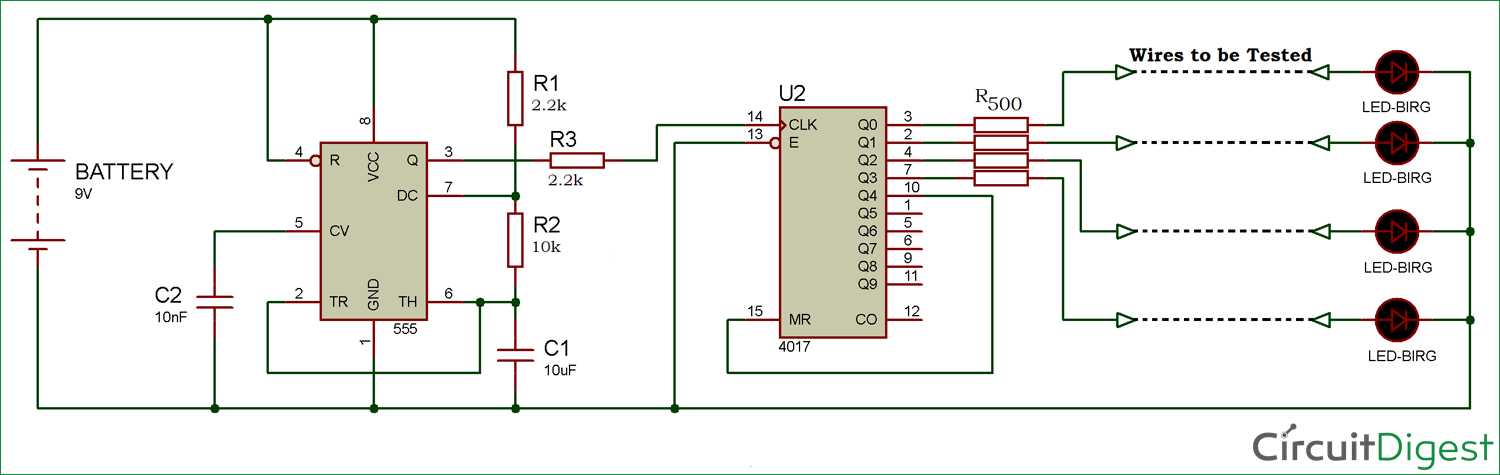 BATTERY
9V
C2
10nF
4
5
2
R
CV
TR
8
VCC
GND
1
Q
DC
TH
3
7
6
555
R1
2.2k
R3
2.2k
R2
10k
C1
10uF
U2
14
13
15
CLK
E
MR
4017
Q0
Q1
Q2
Q3
Q4
Q5
Q6
Q7
Q8
Q9
CO
3
2
4
7
10
1
5
6
9
11
12
R500
Wires to be Tested
LED-BIRG
LED-BIRG
LED-BIRG
LED-BIRG
CircuitDigest